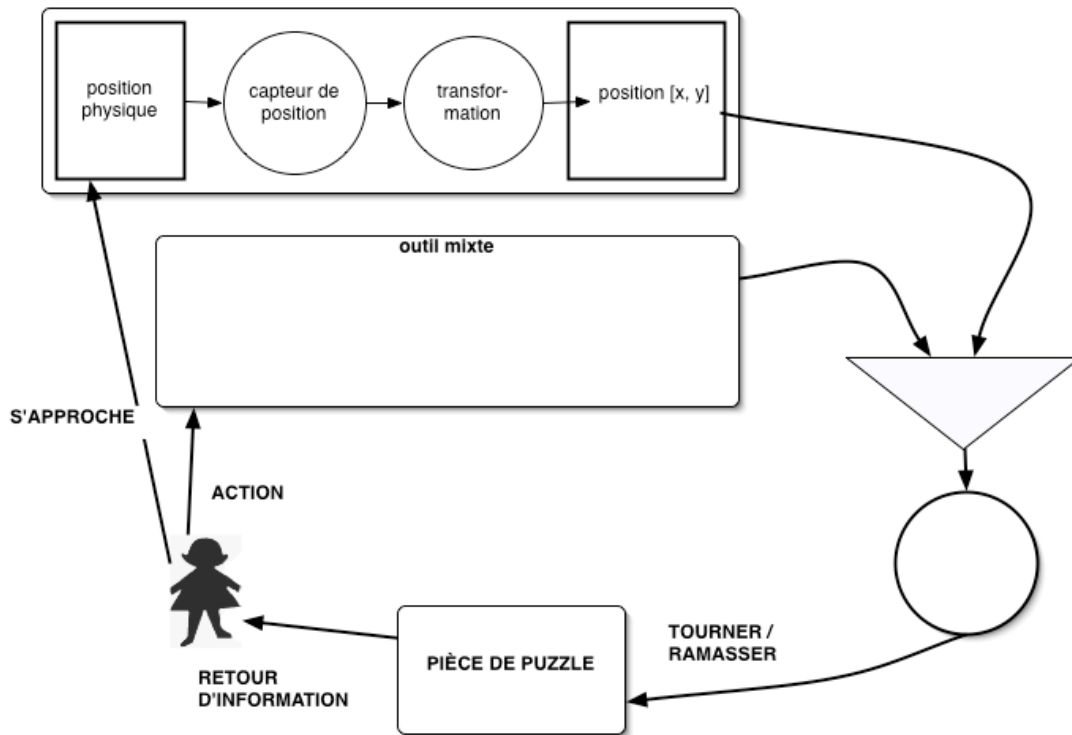 position
physique
capteur de
position
transfor-
mation
position [x, y]
outil mixte
S'APPROCHE
ACTION
TOURNER /
RAMASSER
PIÈCE DE PUZZLE
RETOUR
D'INFORMATION